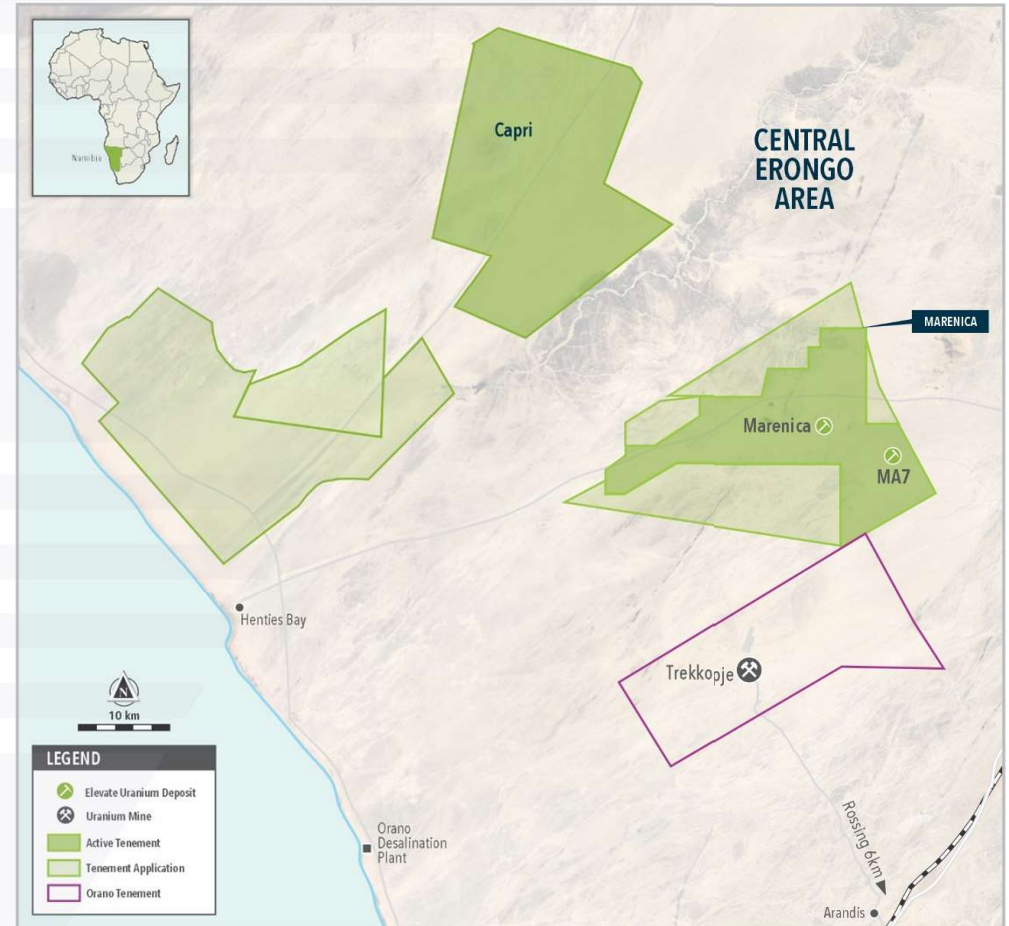 Namibia
Capri
CENTRAL
ERONGO
AREA
MARENICA
Marenica
MA7
Henties Bay
Trekkopje
N
10 km
LEGEND
Elevate Uranium Deposit
Uranium Mine
Active Tenement
Tenement Application
Orano Tenement
Orano
Desalination
Plant
Rossing 6km
Arandis